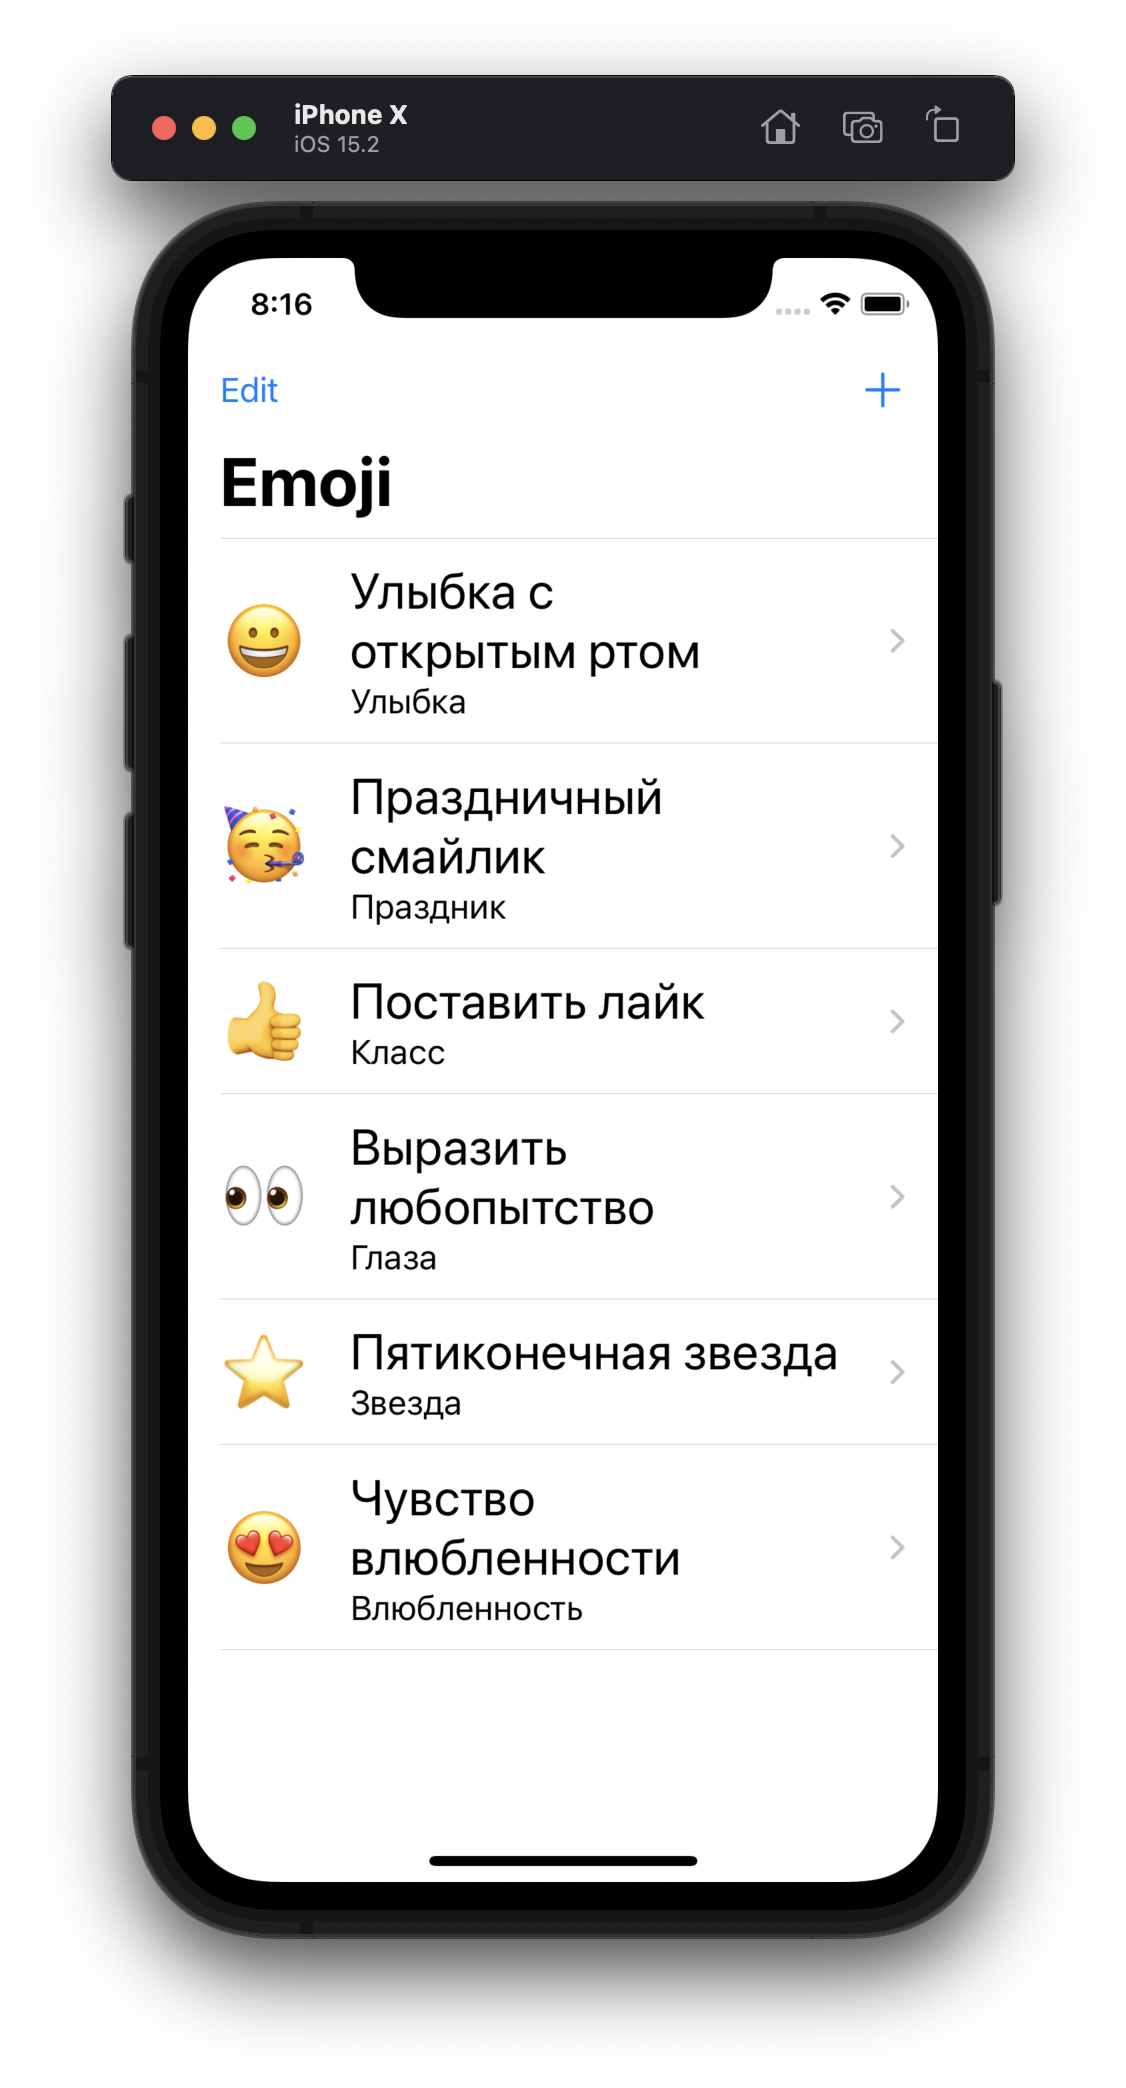 iPhone X
iOS 15.2
8:16
Edit
Emoji
Улыбка с
открытым ртом
Улыбка
Праздничный
смайлик
Праздник
Поставить лайк
Класс
Выразить
любопытство
Глаза
Пятиконечная звезда
Звезда
Чувство
влюбленности
Влюбленность